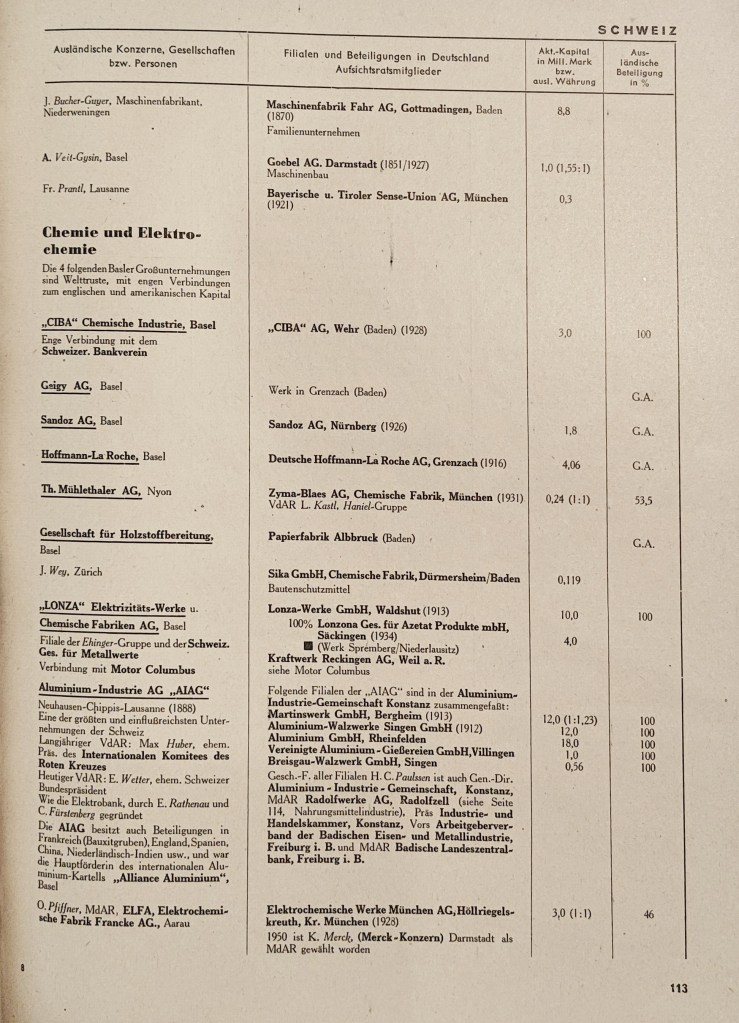 SCHWEIZ
Ausländische Konzerne, Gesellschaften
bzw. Personen
Filialen und Beteiligungen in Deutschland
Aufsichtsratsmitglieder
Akt.-Kapital
in Mill. Mark
bzw.
ausl. Währung
Aus-
ländische
Beteiligung
in %
J. Bucher-Guyer, Maschinenfabrikant,
Niederweningen
Maschinenfabrik Fahr AG, Gottmadingen, Baden
(1870)
Familienunternehmen
8,8
A. Veit-Gysin, Basel
Goebel AG. Darmstadt (1851/1927)
Maschinenbau
1,0 (1,55:1)
Fr. Prantl, Lausanne
Bayerische u. Tiroler Sense-Union AG, München
(1921)
0,3
Chemie und Elektro-
chemie
Die 4 folgenden Basler Großunternehmungen
sind Welttruste, mit engen Verbindungen
zum englischen und amerikanischen Kapital
„CIBA“ Chemische Industrie, Basel
Enge Verbindung mit dem
Schweizer. Bankverein
„CIBA“ AG, Wehr (Baden) (1928)
3,0
100
Geigy AG, Basel
Werk in Grenzach (Baden)
G.A.
Sandoz AG, Basel
Sandoz AG, Nürnberg (1926)
1,8
G.A.
Hoffmann-La Roche, Basel
Deutsche Hoffmann-La Roche AG, Grenzach (1916)
4,06
G.A.
Th. Mühlethaler AG, Nyon
Zyma-Blaes AG, Chemische Fabrik, München (1931)
VdAR L. Kastl, Haniel-Gruppe
0,24 (1:1)
53,5
Gesellschaft für Holzstoffbereitung,
Basel
Papierfabrik Albbruck (Baden)
G.A.
J. Wey, Zürich
Sika GmbH, Chemische Fabrik, Dürmersheim/Baden
Bautenschutzmittel
0,119
„LONZA“ Elektrizitäts-Werke u.
Chemische Fabriken AG, Basel
Filiale der Ehinger-Gruppe und der Schweiz.
Ges. für Metallwerte
Verbindung mit Motor Columbus
Lonza-Werke GmbH, Waldshut (1913)
100% Lonzona Ges. für Azetat Produkte mbH,
Säckingen (1934)
■ (Werk Spremberg/Niederlausitz)
Kraftwerk Reckingen AG, Weil a. R.
siehe Motor Columbus
10,0
4,0
100
Aluminium-Industrie AG „AIAG“
Neuhausen-Chippis-Lausanne (1888)
Eine der größten und einflußreichsten Unter-
nehmungen der Schweiz
Langjähriger VdAR: Max Huber, ehem.
Präs. des Internationalen Komitees des
Roten Kreuzes
Heutiger VdAR: E. Wetter, ehem. Schweizer
Bundespräsident
Wie die Elektrobank, durch E. Rathenau und
C. Fürstenberg gegründet
Die AIAG besitzt auch Beteiligungen in
Frankreich (Bauxitgruben), England, Spanien,
China, Niederländisch-Indien usw., und war
die Hauptförderin des internationalen Alu-
minium-Kartells „Alliance Aluminium“,
Basel
Folgende Filialen der „AIAG“ sind in der Aluminium-
Industrie-Gemeinschaft Konstanz zusammengefaßt:
Martinswerk GmbH, Bergheim (1913)
Aluminium-Walzwerke Singen GmbH (1912)
Aluminium GmbH, Rheinfelden
Vereinigte Aluminium-Gießereien GmbH, Villingen
Breisgau-Walzwerk GmbH, Singen
Gesch.-F. aller Filialen H. C. Paulssen ist auch Gen.-Dir.
Aluminium-Industrie-Gemeinschaft, Konstanz,
MdAR Radolfwerke AG, Radolfzell (siehe Seite
114, Nahrungsmittelindustrie), Präs Industrie- und
Handelskammer, Konstanz, Vors Arbeitgeberver-
band der Badischen Eisen- und Metallindustrie,
Freiburg i. B. und MdAR Badische Landeszentral-
bank, Freiburg i. B.
12,0 (1:1,23)
12,0
18,0
1,0
0,56
100
100
100
100
100
O. Pfiffner, MdAR, ELFA, Elektrochemi-
sche Fabrik Francke AG., Aarau
Elektrochemische Werke München AG, Höllriegels-
kreuth, Kr. München (1928)
1950 ist K. Merck, (Merck-Konzern) Darmstadt als
MdAR gewählt worden
3,0 (1:1)
46
8
113